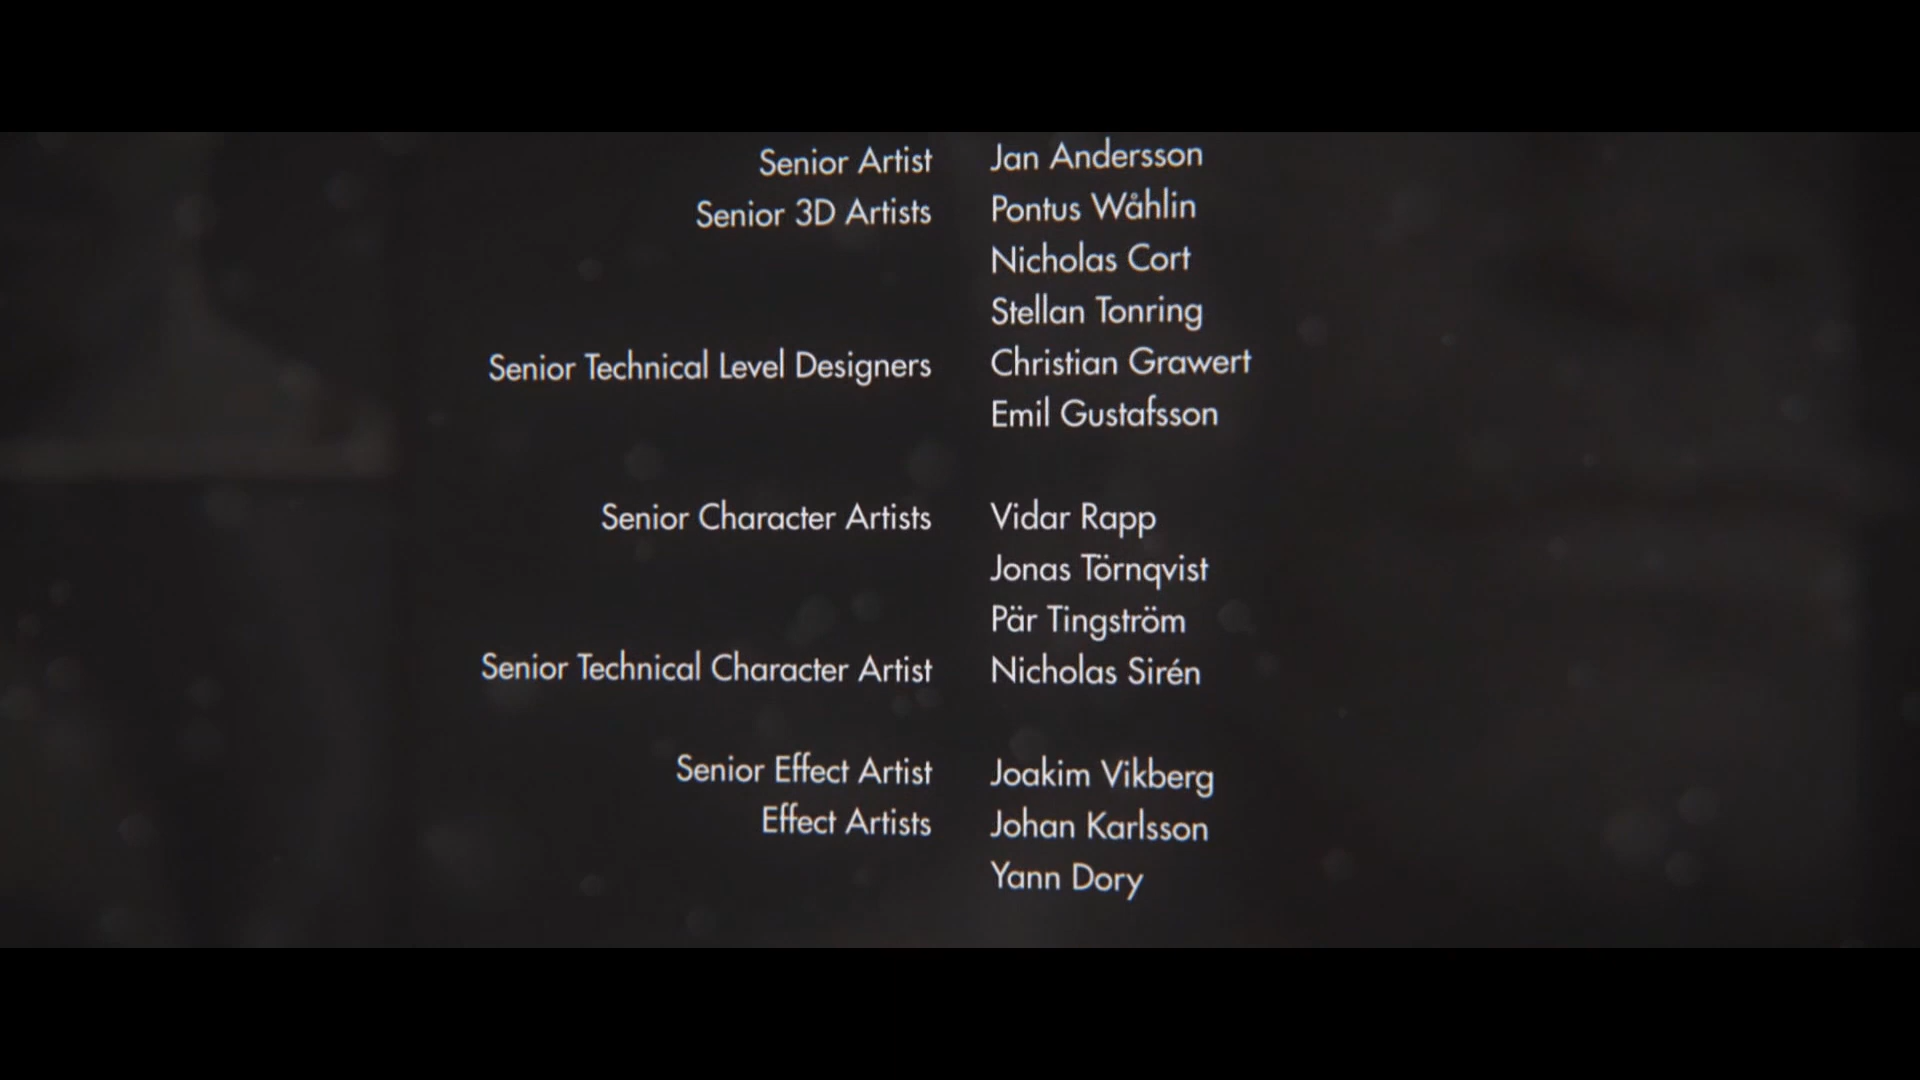 Senior Artist Jan Andersson
Senior 3D Artists Pontus Wåhlin
Nicholas Cort
Stellan Tonring
Senior Technical Level Designers Christian Grawert
Emil Gustafsson
Senior Character Artists Vidar Rapp
Jonas Törnqvist
Pär Tingström
Senior Technical Character Artist Nicholas Sirén
Senior Effect Artist Joakim Vikberg
Effect Artists Johan Karlsson
Yann Dory